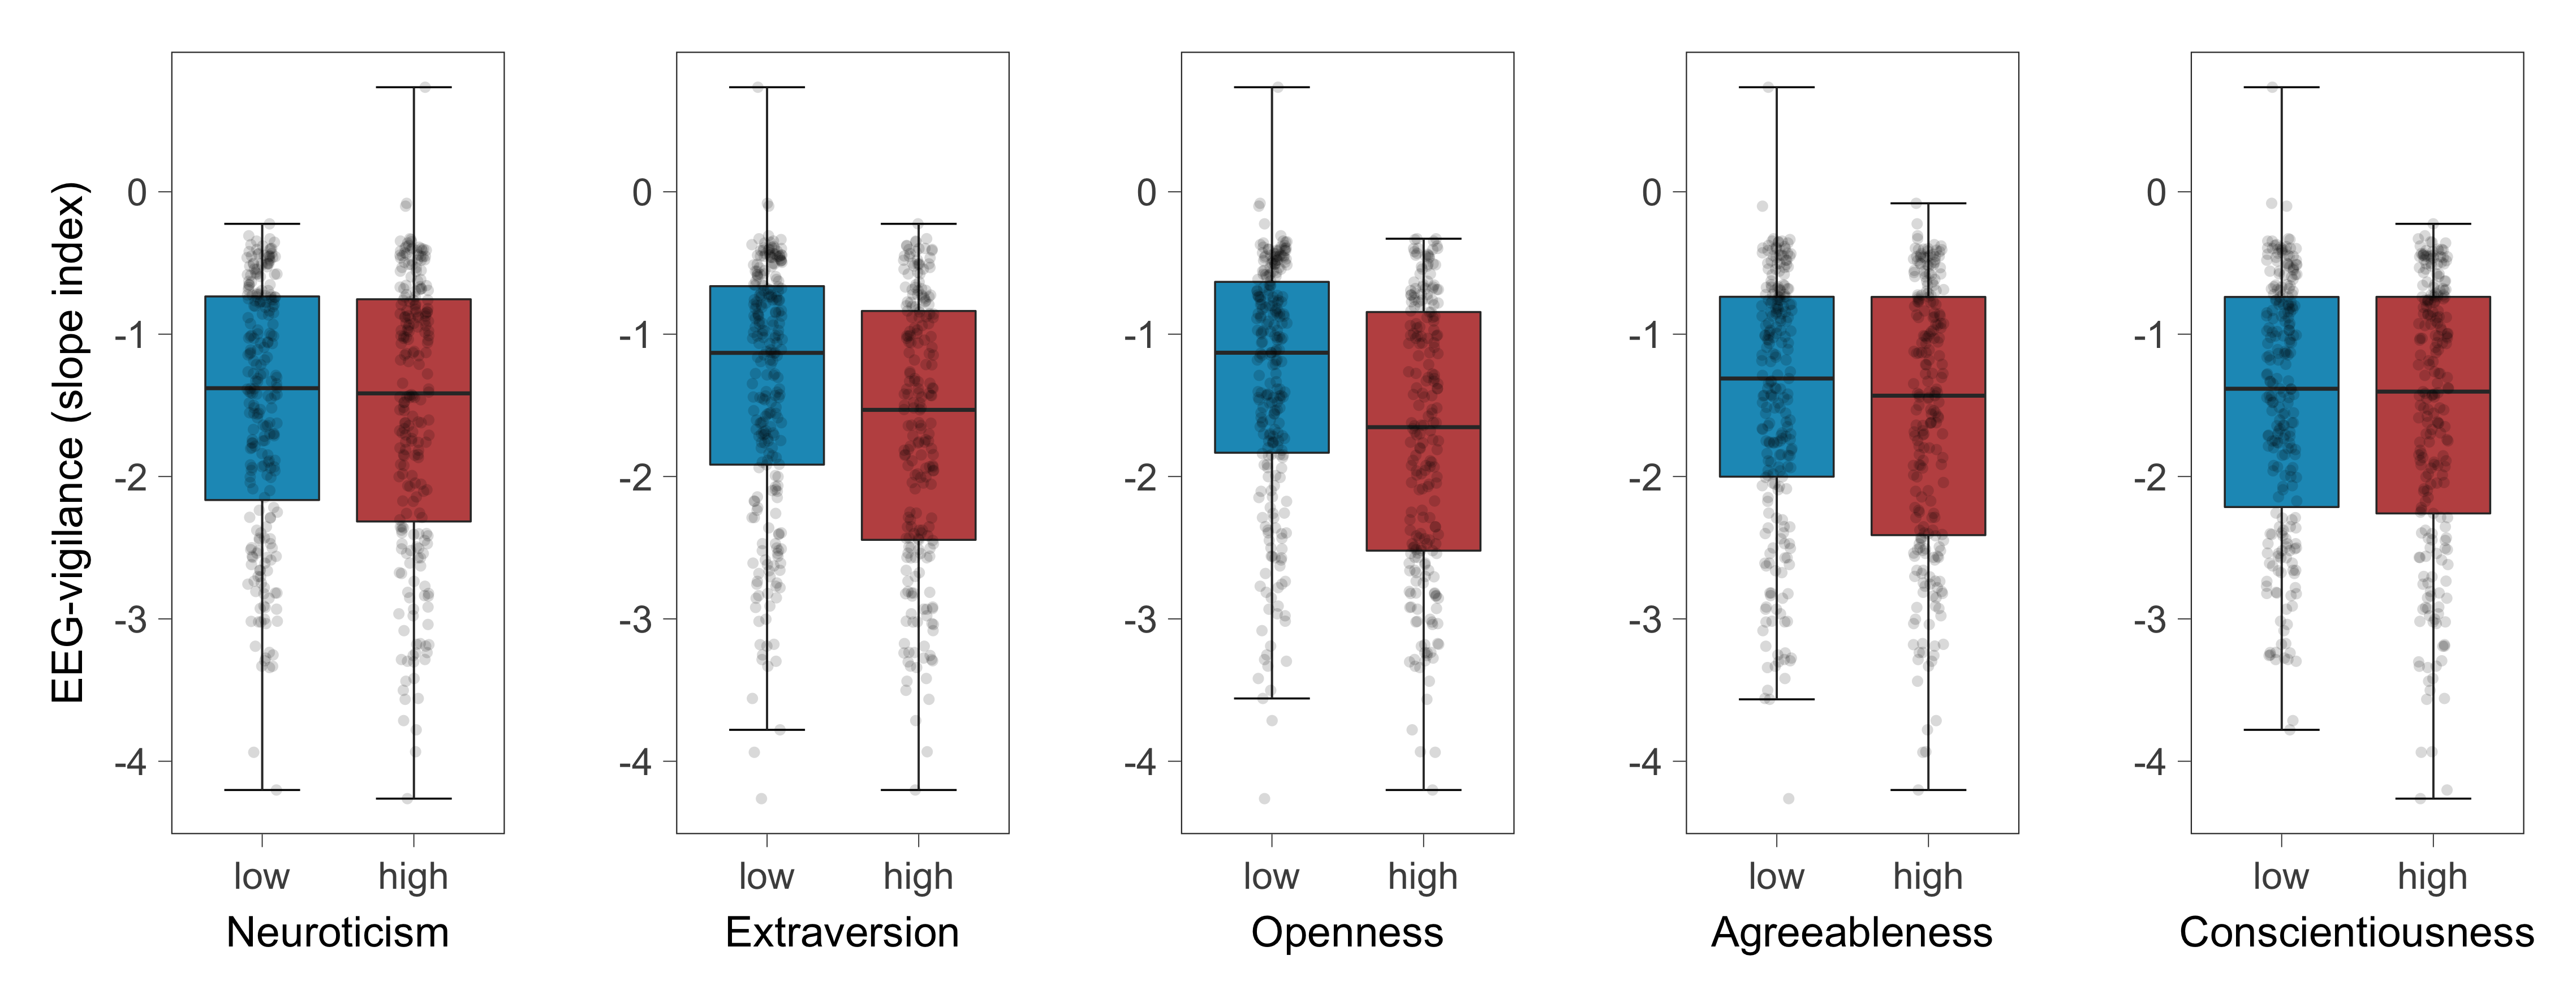 EEG-vigilance (slope index)
0
-1
-2
-3
-4
low high
Neuroticism
0
-1
-2
-3
-4
low high
Extraversion
0
-1
-2
-3
-4
low high
Openness
0
-1
-2
-3
-4
low high
Agreeableness
0
-1
-2
-3
-4
low high
Conscientiousness